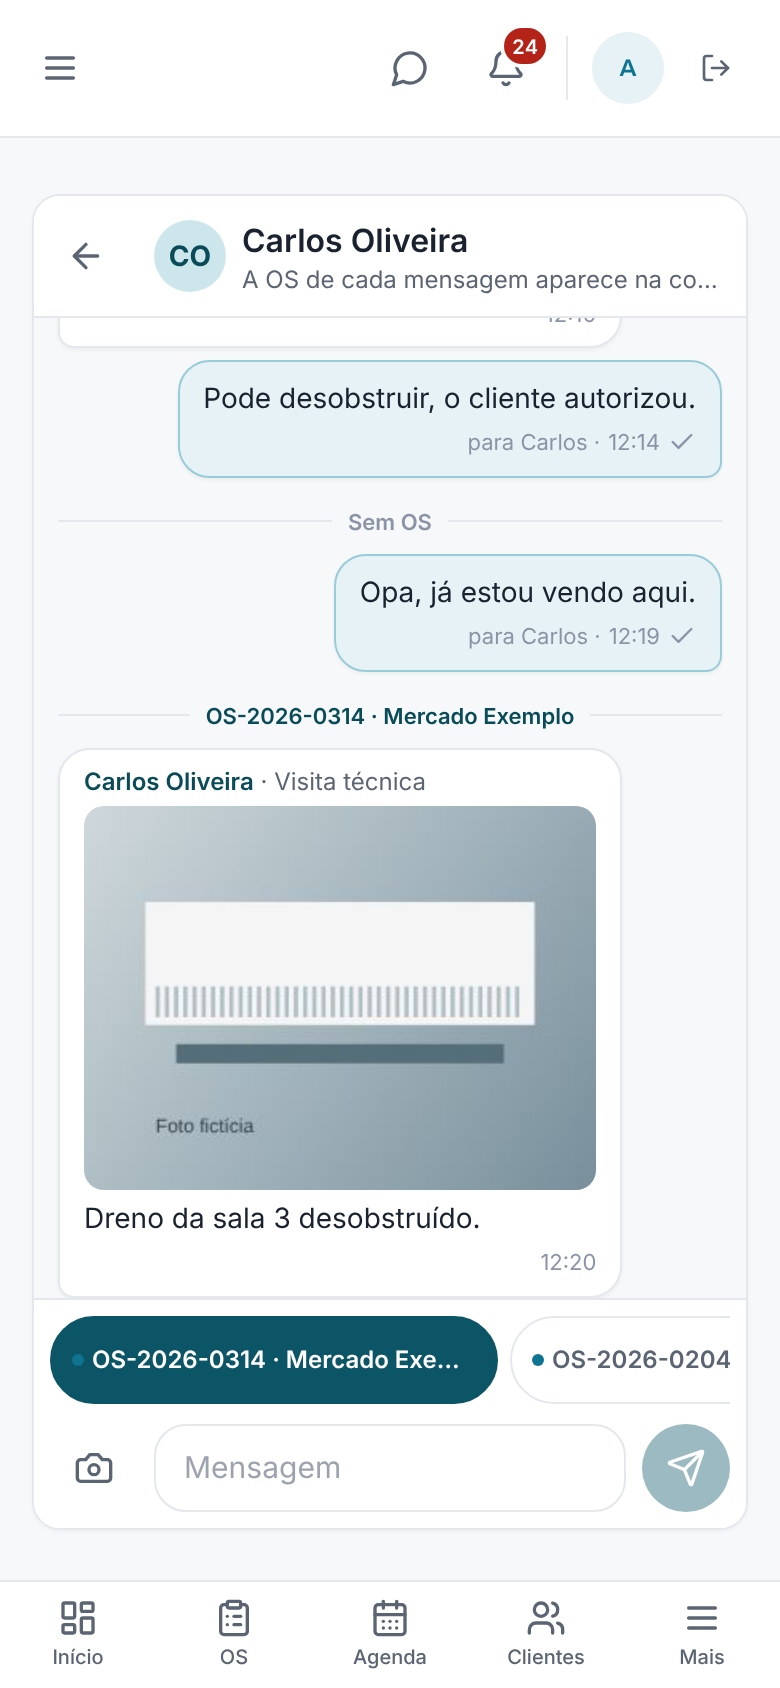 24
A
CO
Carlos Oliveira
A OS de cada mensagem aparece na co...
Pode desobstruir, o cliente autorizou.
para Carlos · 12:14
Sem OS
Opa, já estou vendo aqui.
para Carlos · 12:19
OS-2026-0314 · Mercado Exemplo
Carlos Oliveira · Visita técnica
Foto fictícia
Dreno da sala 3 desobstruído.
12:20
OS-2026-0314 · Mercado Exe...
OS-2026-0204
Mensagem
Início
OS
Agenda
Clientes
Mais